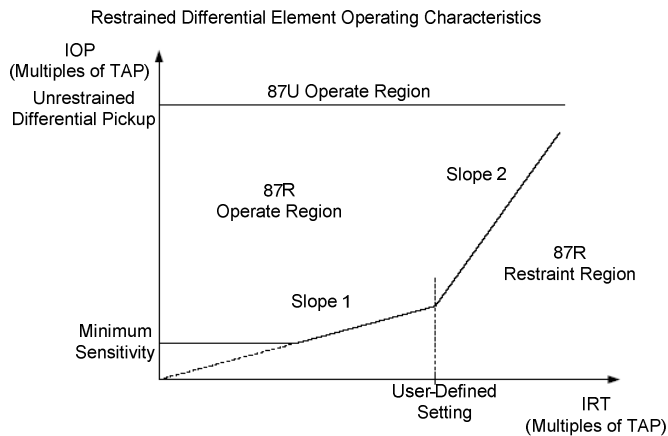 Restrained Differential Element Operating Characteristics
IOP
(Multiples of TAP)
Unrestrained
Differential Pickup
87U Operate Region
Slope 2
87R
Operate Region
87R
Restraint Region
Slope 1
Minimum
Sensitivity
User-Defined
Setting
IRT
(Multiples of TAP)